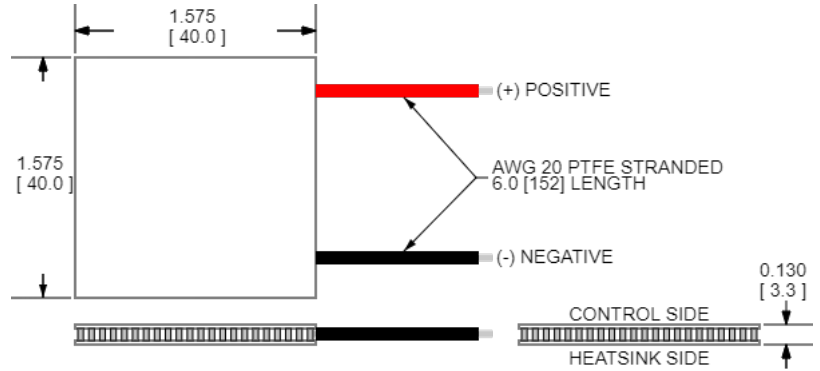 1.575
[ 40.0 ]
(+) POSITIVE
1.575
[ 40.0 ]
AWG 20 PTFE STRANDED
6.0 [152] LENGTH
(-) NEGATIVE
0.130
[ 3.3 ]
CONTROL SIDE
HEATSINK SIDE